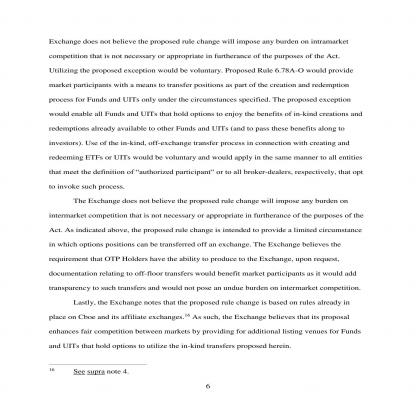 Exchange does not believe the proposed rule change will impose any burden on intramarket
competition that is not necessary or appropriate in furtherance of the purposes of the Act.
Utilizing the proposed exception would be voluntary. Proposed Rule 6.78A-O would provide
market participants with a means to transfer positions as part of the creation and redemption
process for Funds and UITs only under the circumstances specified. The proposed exception
would enable all Funds and UITs that hold options to enjoy the benefits of in-kind creations and
redemptions already available to other Funds and UITs (and to pass these benefits along to
investors). Use of the in-kind, off-exchange transfer process in connection with creating and
redeeming ETFs or UITs would be voluntary and would apply in the same manner to all entities
that meet the definition of “authorized participant” or to all broker-dealers, respectively, that opt
to invoke such process.
The Exchange does not believe the proposed rule change will impose any burden on
intermarket competition that is not necessary or appropriate in furtherance of the purposes of the
Act. As indicated above, the proposed rule change is intended to provide a limited circumstance
in which options positions can be transferred off an exchange. The Exchange believes the
requirement that OTP Holders have the ability to produce to the Exchange, upon request,
documentation relating to off-floor transfers would benefit market participants as it would add
transparency to such transfers and would not pose an undue burden on intermarket competition.
Lastly, the Exchange notes that the proposed rule change is based on rules already in
place on Cboe and its affiliate exchanges.16 As such, the Exchange believes that its proposal
enhances fair competition between markets by providing for additional listing venues for Funds
and UITs that hold options to utilize the in-kind transfers proposed herein.
16 See supra note 4.
6